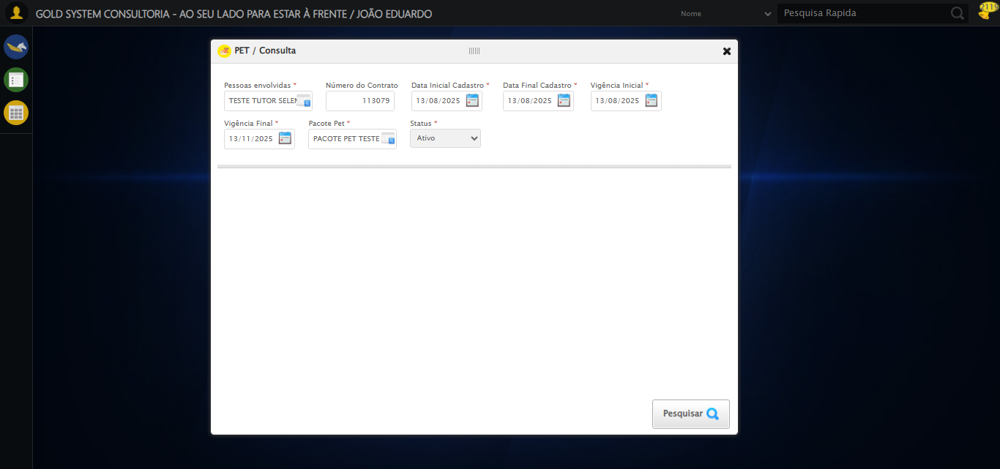 GOLD SYSTEM CONSULTORIA - AO SEU LADO PARA ESTAR À FRENTE / JOÃO EDUARDO
Nome
Pesquisa Rapida
2119
PET / Consulta
Pessoas envolvidas * Número do Contrato Data Inicial Cadastro * Data Final Cadastro * Vigência Inicial *
TESTE TUTOR SELEN 113079 13/08/2025 13/08/2025 13/08/2025
Vigência Final * Pacote Pet * Status *
13/11/2025 PACOTE PET TESTE Ativo
Pesquisar